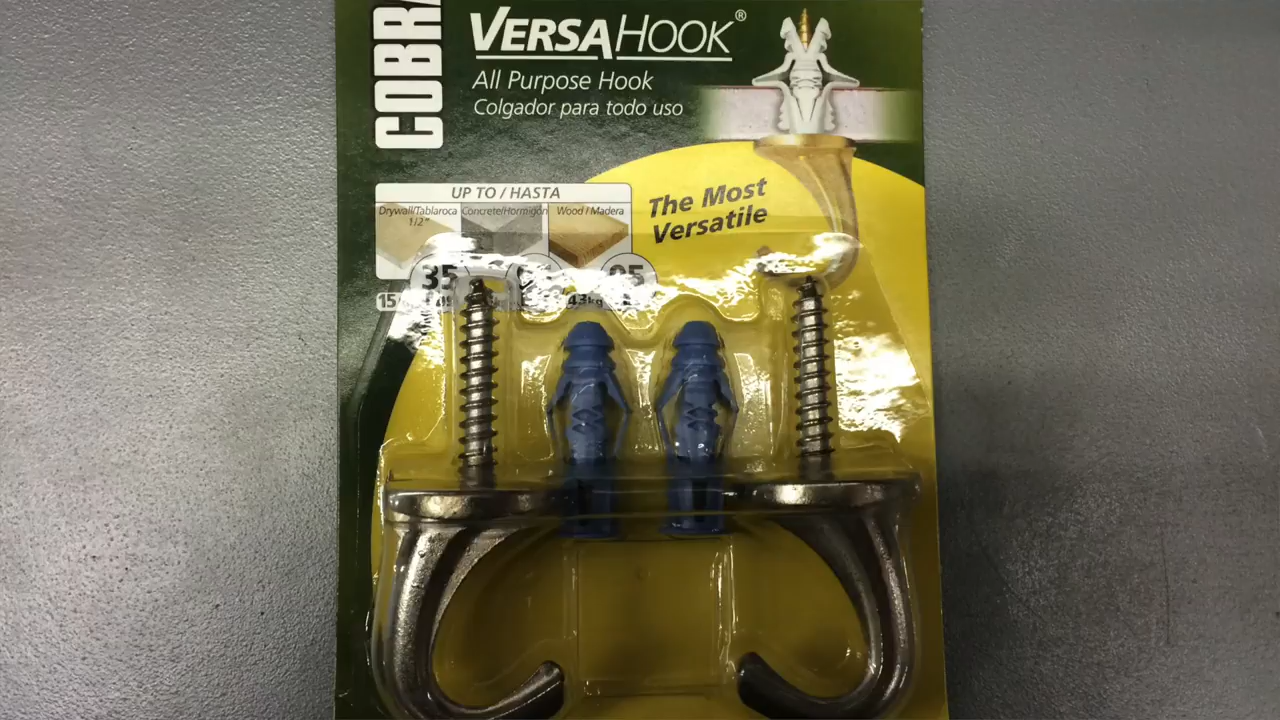 COBRA
VERSAHOOK®
All Purpose Hook
Colgador para todo uso
UP TO / HASTA
Drywall/Tablaroca
1/2"
Concrete/Hormigón
Wood / Madera
The Most
Versatile
35
43kg